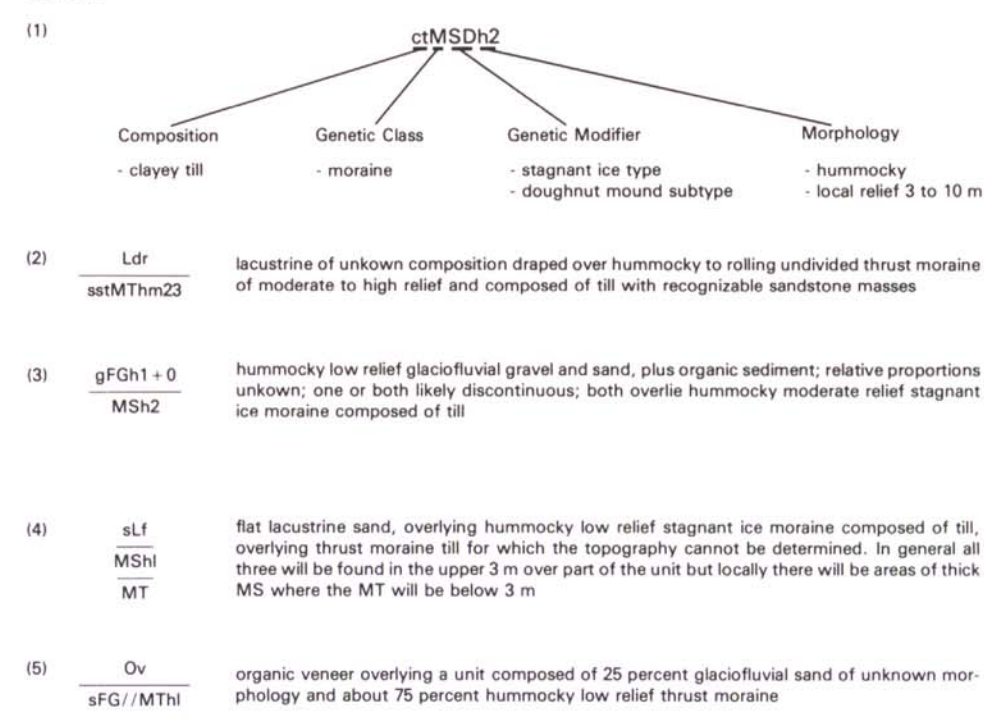 (1)
ctMSDh2
Composition Genetic Class Genetic Modifier Morphology
- clayey till - moraine - stagnant ice type - hummocky
- doughnut mound subtype - local relief 3 to 10 m
(2)
Ldr
sstMThm23
lacustrine of unkown composition draped over hummocky to rolling undivided thrust moraine
of moderate to high relief and composed of till with recognizable sandstone masses
(3)
gFGh1 + 0
MSh2
hummocky low relief glaciofluvial gravel and sand, plus organic sediment; relative proportions
unkown; one or both likely discontinuous; both overlie hummocky moderate relief stagnant
ice moraine composed of till
(4)
sLf
MShl
MT
flat lacustrine sand, overlying hummocky low relief stagnant ice moraine composed of till,
overlying thrust moraine till for which the topography cannot be determined. In general all
three will be found in the upper 3 m over part of the unit but locally there will be areas of thick
MS where the MT will be below 3 m
(5)
Ov
sFG//MThl
organic veneer overlying a unit composed of 25 percent glaciofluvial sand of unknown mor-
phology and about 75 percent hummocky low relief thrust moraine